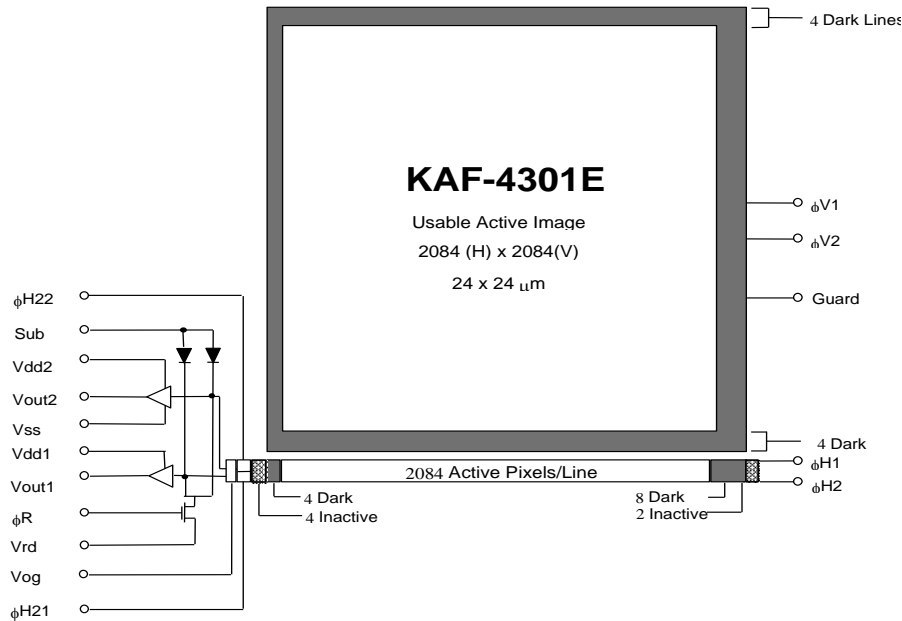 4 Dark Lines
KAF-4301E
Usable Active Image
2084 (H) x 2084(V)
24 x 24 μm
ϕV1
ϕV2
Guard
ϕH22
Sub
Vdd2
Vout2
Vss
Vdd1
Vout1
ϕR
Vrd
Vog
ϕH21
4 Dark
ϕH1
ϕH2
2084 Active Pixels/Line
4 Dark
4 Inactive
8 Dark
2 Inactive